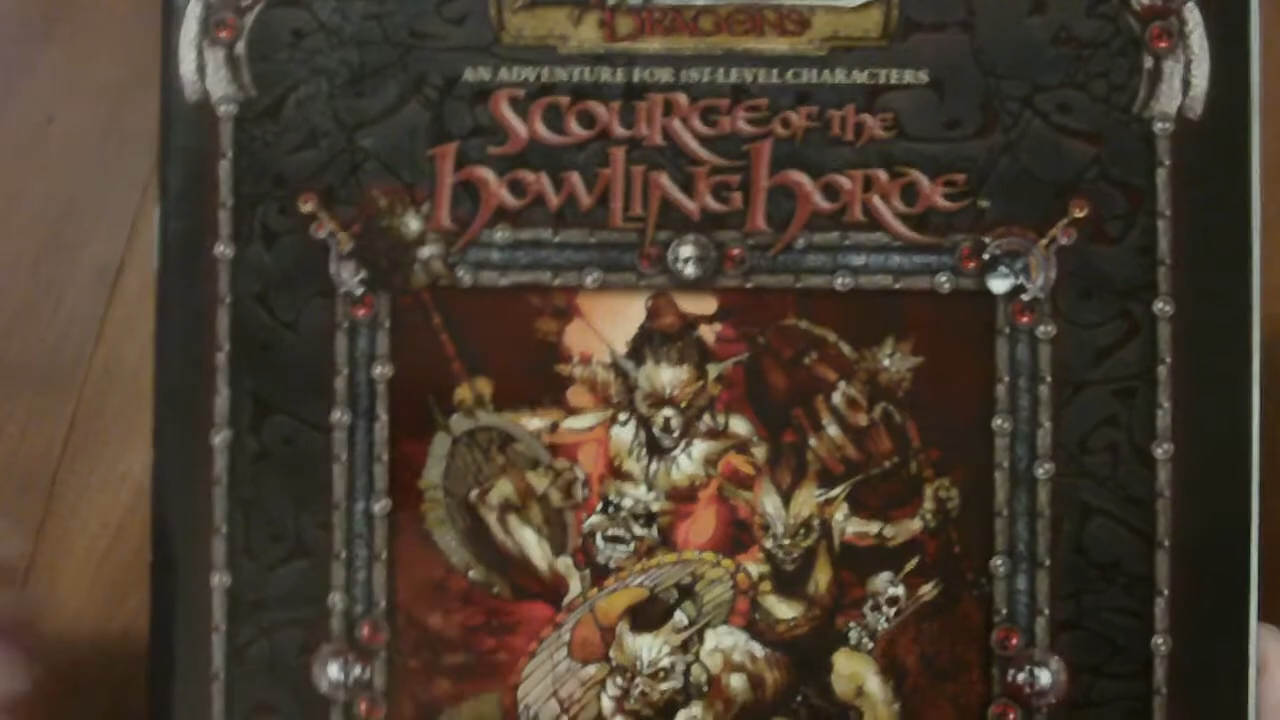 DRAGONS
AN ADVENTURE FOR 1ST-LEVEL CHARACTERS
SCOURGE OF THE
HOWLING HORDE